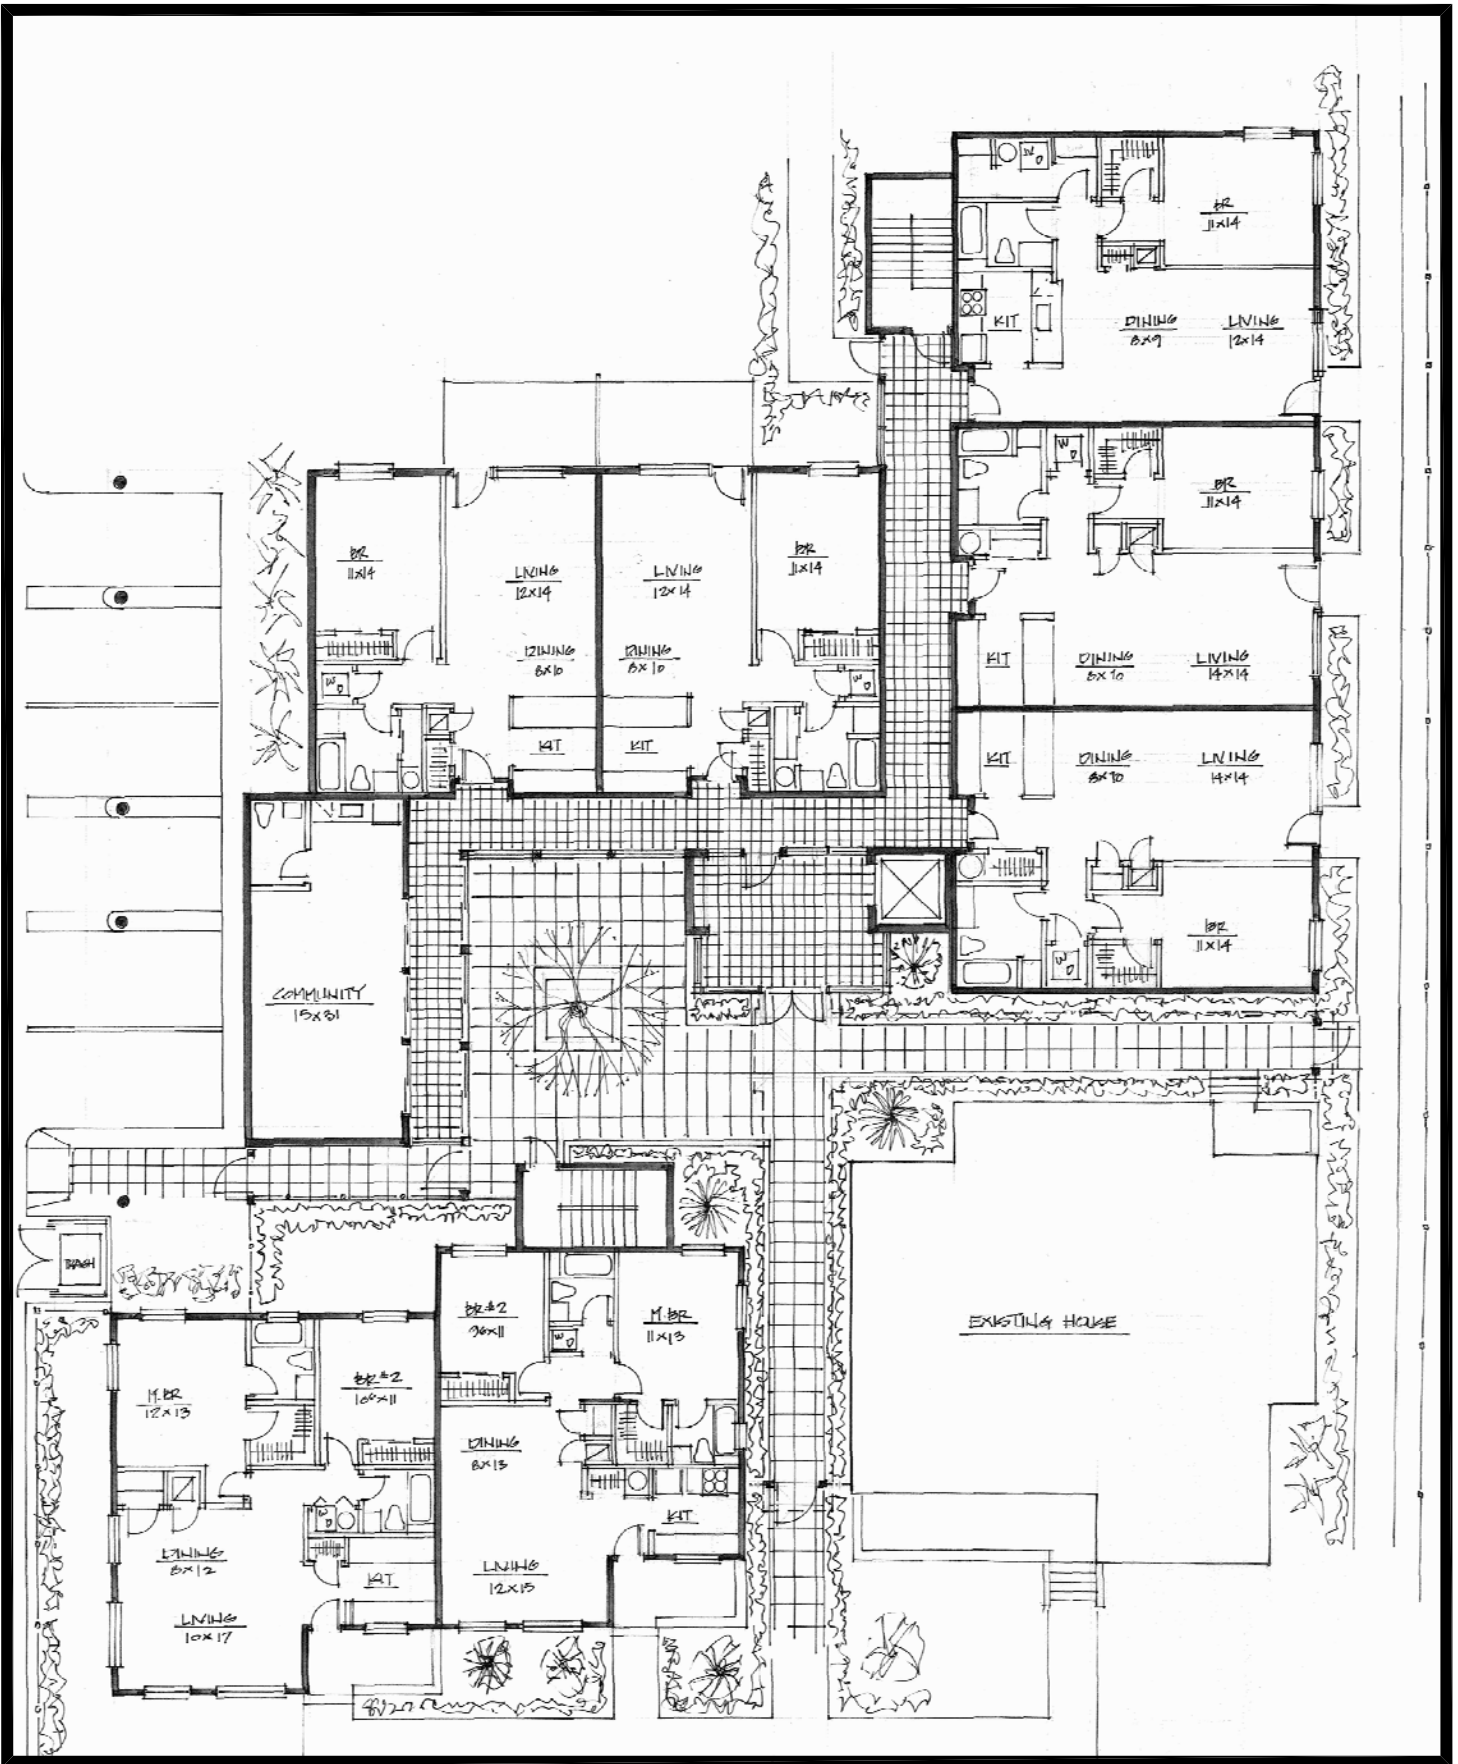 W
D
BR
11x14
KIT
DINING
8x9
LIVING
12x14
W
D
BR
11x14
BR
11x14
LIVING
12x14
LIVING
12x14
BR
11x14
DINING
8x10
DINING
8x10
KIT
DINING
8x10
LIVING
14x14
W
D
W
D
KIT
KIT
KIT
DINING
8x10
LIVING
14x14
BR
11x14
W
D
COMMUNITY
15x31
TRASH
BR #2
M.BR
11x13
W
D
EXISTING HOUSE
M.BR
12x13
BR #2
10⁶x11
DINING
8x13
W
D
KIT
DINING
8x12
KIT
LIVING
12x15
LIVING
10x17